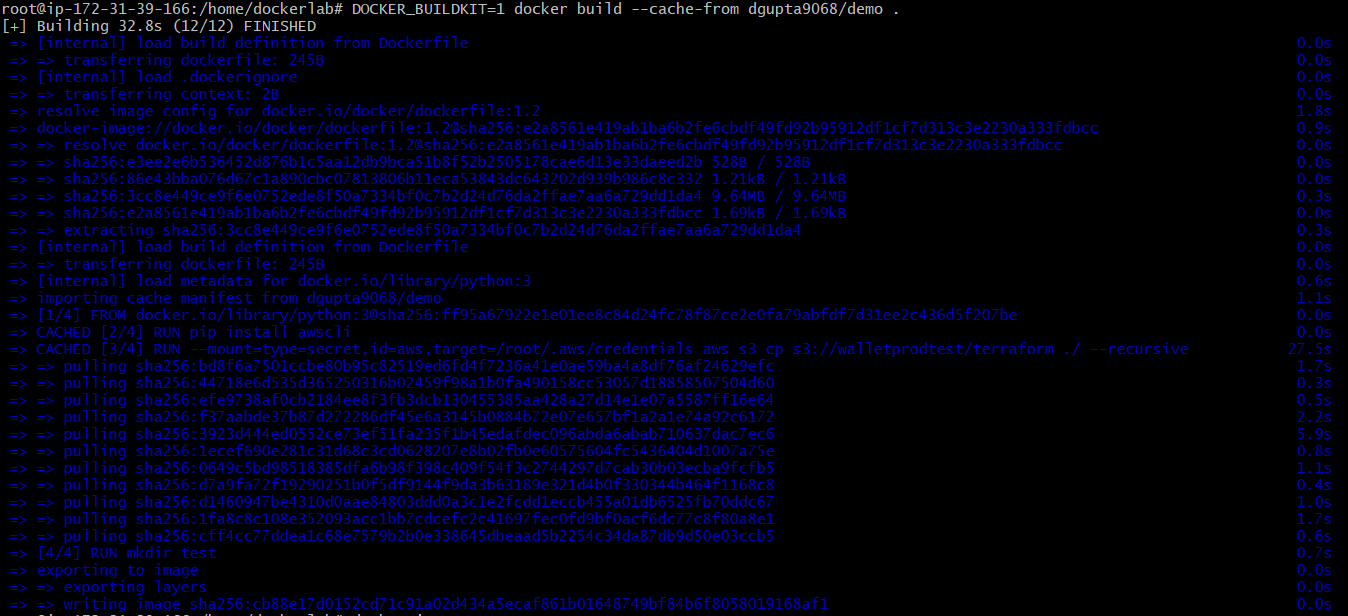 root@ip-172-31-39-166:/home/dockerlab# DOCKER_BUILDKIT=1 docker build --cache-from dgupta9068/demo .
[+] Building 32.8s (12/12) FINISHED
=> [internal] load build definition from Dockerfile 0.0s
=> => transferring dockerfile: 245B 0.0s
=> [internal] load .dockerignore 0.0s
=> => transferring context: 2B 0.0s
=> resolve image config for docker.io/docker/dockerfile:1.2 1.8s
=> docker-image://docker.io/docker/dockerfile:1.2@sha256:e2a8561e419ab1ba6b2fe6cbdf49fd92b95912df1cf7d313c3e2230a333fdbcc 0.9s
=> => resolve docker.io/docker/dockerfile:1.2@sha256:e2a8561e419ab1ba6b2fe6cbdf49fd92b95912df1cf7d313c3e2230a333fdbcc 0.0s
=> => sha256:e3ee2e6b536452d876b1c5aa12db9bca51b8f52b2505178cae6d13e33daeed2b 528B / 528B 0.0s
=> => sha256:86e43bba076d67c1a890cbc07813806b11eca53843dc643202d939b986c8c332 1.21kB / 1.21kB 0.0s
=> => sha256:3cc8e449ce9f6e0752ede8f50a7334bf0c7b2d24d76da2ffae7aa6a729dd1da4 9.64MB / 9.64MB 0.3s
=> => sha256:e2a8561e419ab1ba6b2fe6cbdf49fd92b95912df1cf7d313c3e2230a333fdbcc 1.69kB / 1.69kB 0.0s
=> => extracting sha256:3cc8e449ce9f6e0752ede8f50a7334bf0c7b2d24d76da2ffae7aa6a729dd1da4 0.3s
=> [internal] load build definition from Dockerfile 0.0s
=> => transferring dockerfile: 245B 0.0s
=> [internal] load metadata for docker.io/library/python:3 0.6s
=> importing cache manifest from dgupta9068/demo 1.1s
=> [1/4] FROM docker.io/library/python:3@sha256:ff95a67922e1e01ee8c84d24fc78f87ce2e0fa79abfdf7d31ee2c436d5f207be 0.0s
=> CACHED [2/4] RUN pip install awscli 0.0s
=> CACHED [3/4] RUN --mount=type=secret,id=aws,target=/root/.aws/credentials aws s3 cp s3://walletprodtest/terraform ./ --recursive 27.5s
=> => pulling sha256:bd8f6a7501ccbe80b95c82519ed6fd4f7236a41e0ae59ba4a8df76af24629efc 1.7s
=> => pulling sha256:44718e6d535d365250316b02459f98a1b0fa490158cc53057d18858507504d60 0.3s
=> => pulling sha256:efe9738af0cb2184ee8f3fb3dcb130455385aa428a27d14e1e07a5587ff16e64 0.5s
=> => pulling sha256:f37aabde37b87d272286df45e6a3145b0884b72e07e657bf1a2a1e74a92c6172 2.2s
=> => pulling sha256:3923d444ed0552ce73ef51fa235f1b45edafdec096abda6abab710637dac7ec6 5.9s
=> => pulling sha256:1ecef690e281c31d68c3cd0628207e8b02fb0e60575604fc5436404d1007a75e 0.8s
=> => pulling sha256:0649c5bd98518385dfa6b98f398c409f54f3c2744297d7cab30b03ecba9fcfb5 1.1s
=> => pulling sha256:d7a9fa72f19290251b0f5df9144f9da3b63189e321d4b0f330344b464f1168c8 0.4s
=> => pulling sha256:d1460947be4310d0aae84803ddd0a3c1e2fcdd1eccb455a01db6525fb70ddc67 1.0s
=> => pulling sha256:1fa8c8c108e352093acc1bb7cdcefc2c41697fec0fd9bf0acf6dc77c8f80a8e1 1.7s
=> => pulling sha256:cff4cc77ddea1c68e7579b2b0e338645dbeaad5b2254c34da87db9d50e03ccb5 0.6s
=> [4/4] RUN mkdir test 0.7s
=> exporting to image 0.0s
=> => exporting layers 0.0s
=> => writing image sha256:cb88e17d0152cd71c91a02d434a5ecaf861b01648749bf84b6f8058019168af1 0.0s